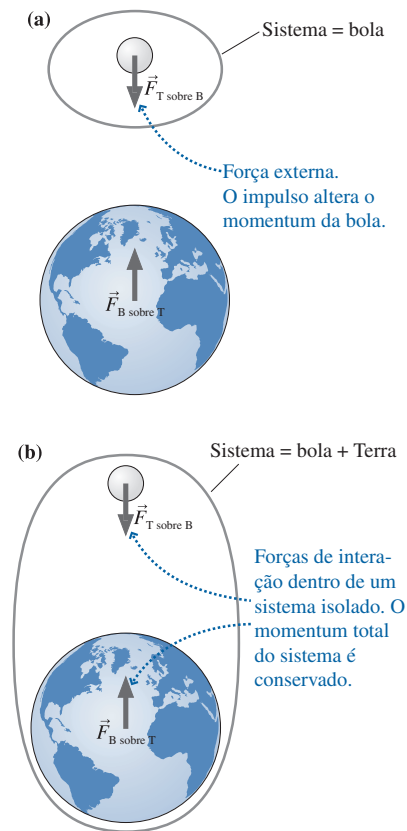 (a)
Sistema = bola
F T sobre B
Força externa.
O impulso altera o
momentum da bola.
F B sobre T
(b)
Sistema = bola + Terra
F T sobre B
Forças de intera-
ção dentro de um
sistema isolado. O
momentum total
do sistema é
conservado.
F B sobre T